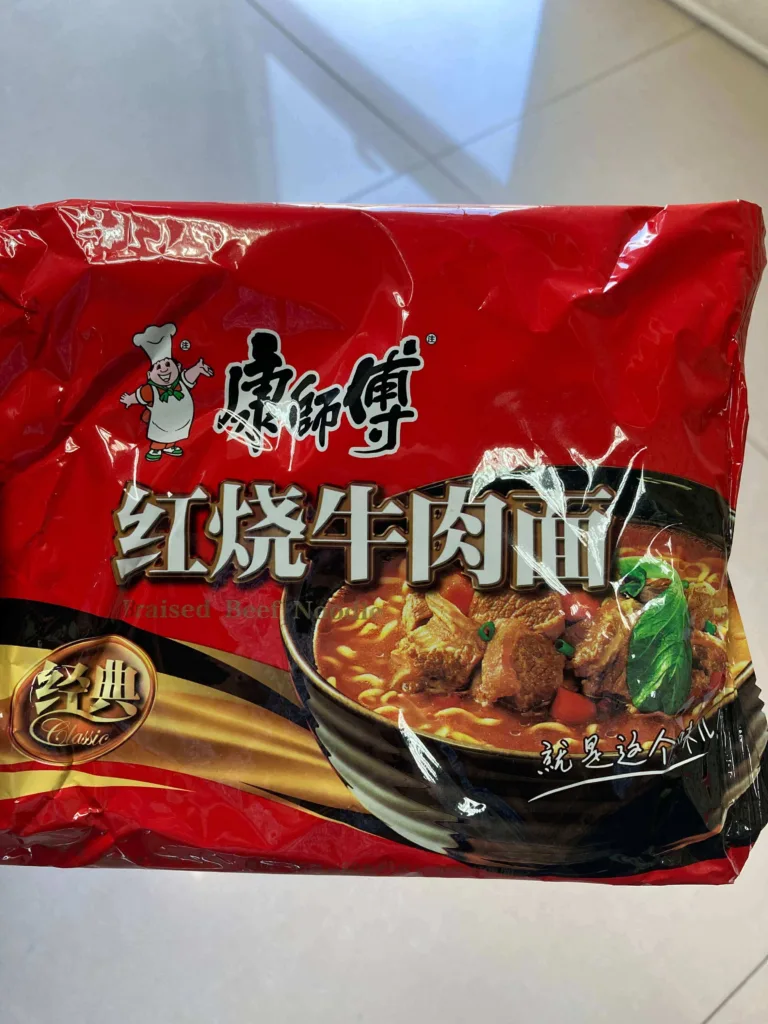 康師傅
红烧牛肉面
Braised Beef Noodle
经典
Classic
就是这个味儿